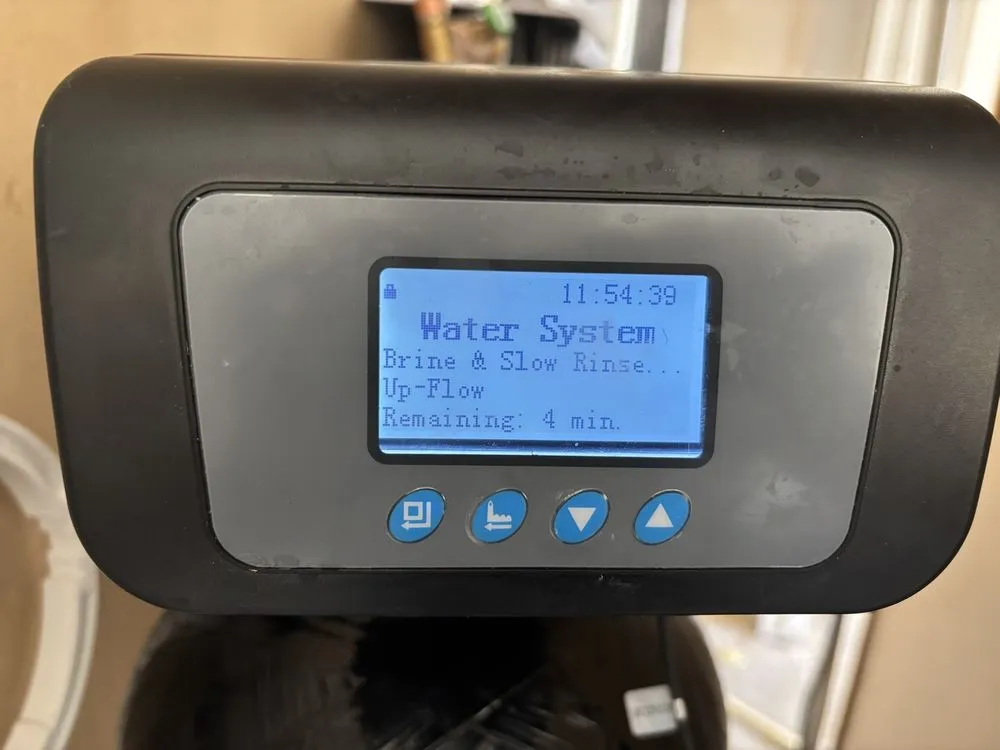 11:54:39
Water System
Brine & Slow Rinse...
Up-Flow
Remaining: 4 min.